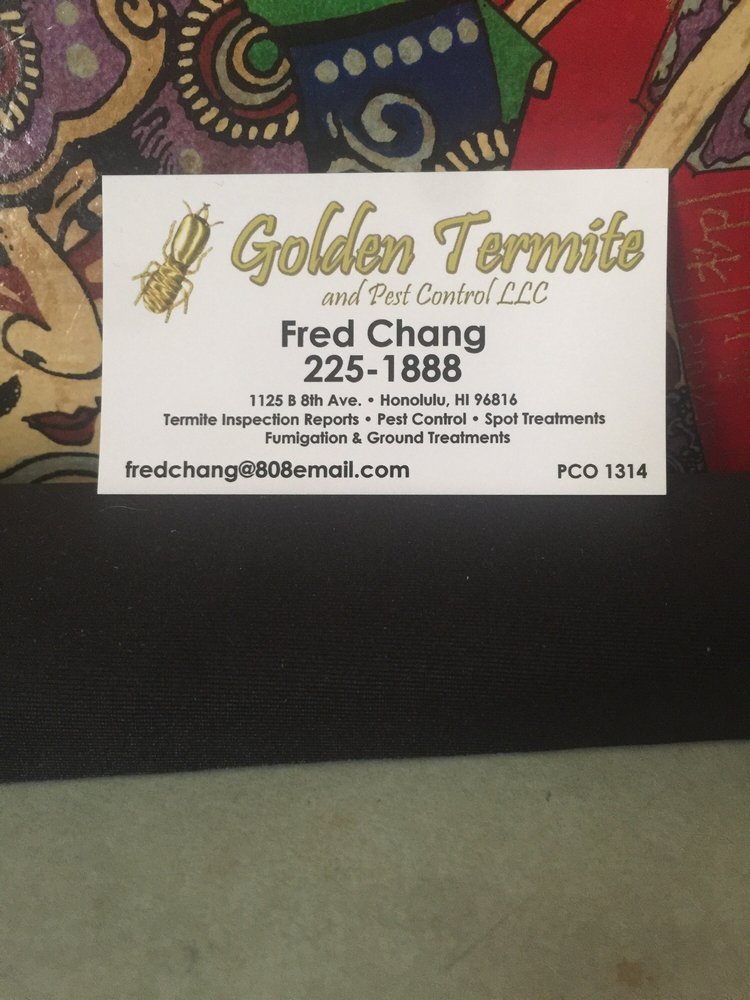 Golden Termite
and Pest Control LLC
Fred Chang
225-1888
1125 B 8th Ave. • Honolulu, HI 96816
Termite Inspection Reports • Pest Control • Spot Treatments
Fumigation & Ground Treatments
fredchang@808email.com PCO 1314